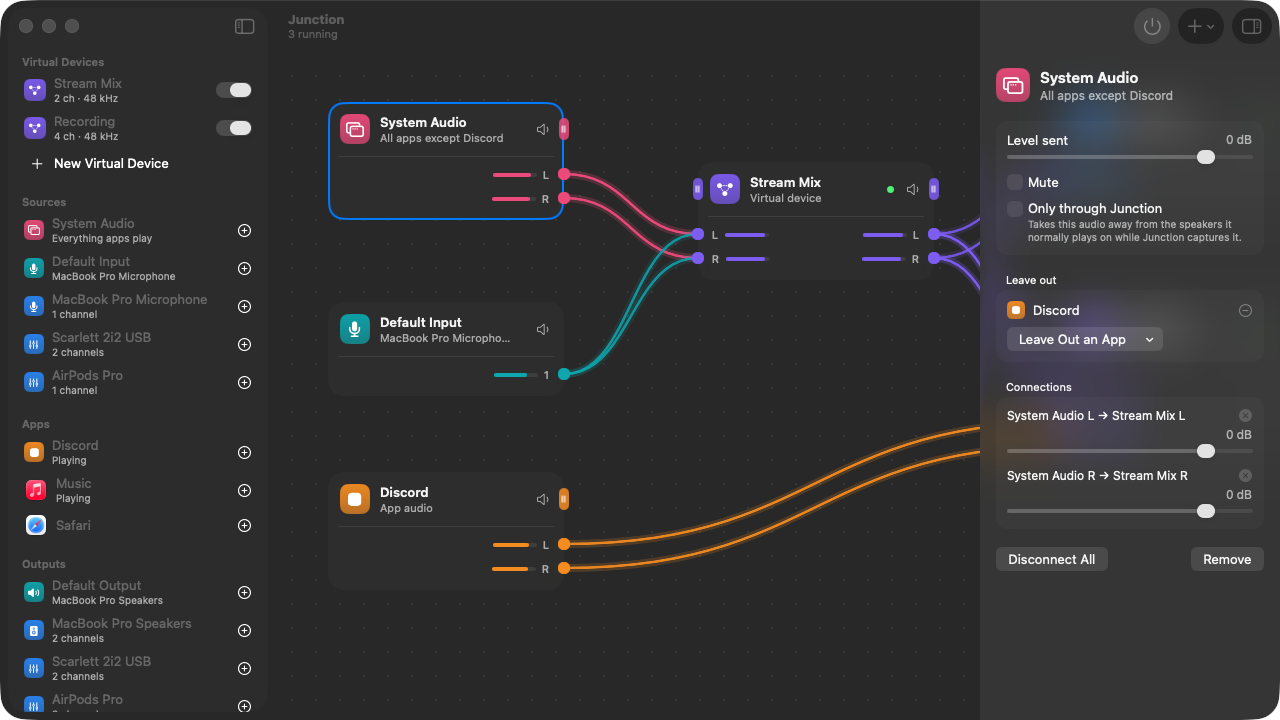 Junction
3 running
Virtual Devices
Stream Mix
2 ch · 48 kHz
Recording
4 ch · 48 kHz
New Virtual Device
Sources
System Audio
Everything apps play
Default Input
MacBook Pro Microphone
MacBook Pro Microphone
1 channel
Scarlett 2i2 USB
2 channels
AirPods Pro
1 channel
Apps
Discord
Playing
Music
Playing
Safari
Outputs
Default Output
MacBook Pro Speakers
MacBook Pro Speakers
2 channels
Scarlett 2i2 USB
2 channels
AirPods Pro
System Audio
All apps except Discord
L
R
Default Input
MacBook Pro Micropho...
1
Discord
App audio
L
R
Stream Mix
Virtual device
L L
R R
System Audio
All apps except Discord
Level sent 0 dB
Mute
Only through Junction
Takes this audio away from the speakers it
normally plays on while Junction captures it.
Leave out
Discord
Leave Out an App
Connections
System Audio L → Stream Mix L
0 dB
System Audio R → Stream Mix R
0 dB
Disconnect All Remove